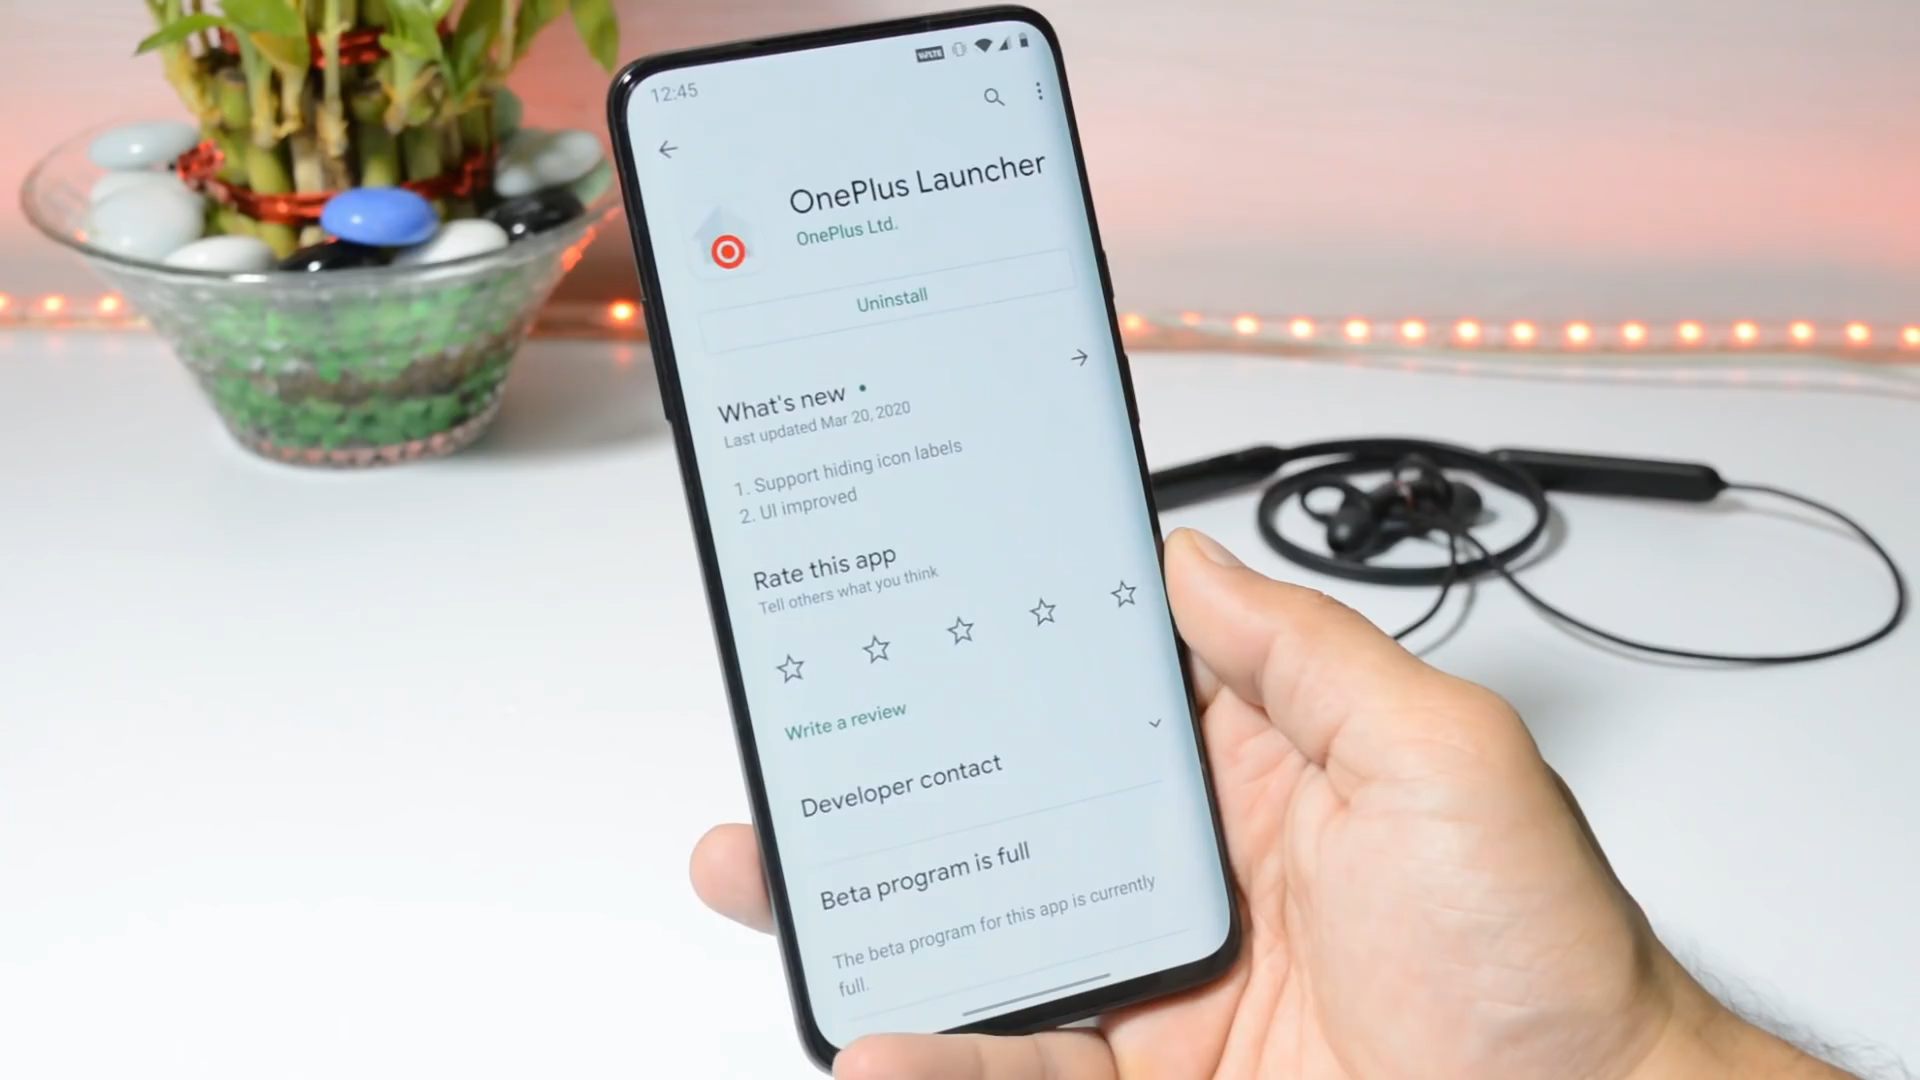 12:45
VoLTE
OnePlus Launcher
OnePlus Ltd.
Uninstall
What's new •
Last updated Mar 20, 2020
1. Support hiding icon labels
2. UI improved
Rate this app
Tell others what you think
Write a review
Developer contact
Beta program is full
The beta program for this app is currently
full.